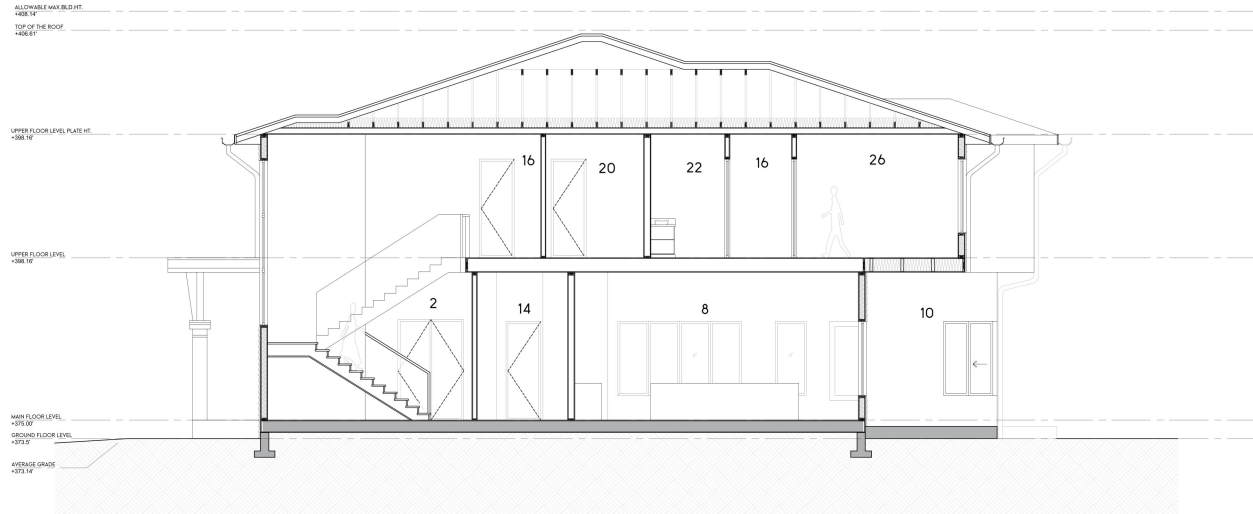 ALLOWABLE MAX.BLD.HT.
+408.14'
TOP OF THE ROOF
+406.61'
UPPER FLOOR LEVEL PLATE HT.
+398.16'
16
20
22
16
26
UPPER FLOOR LEVEL
+398.16'
2
14
8
10
MAIN FLOOR LEVEL
+375.00'
GROUND FLOOR LEVEL
+373.5'
AVERAGE GRADE
+373.14'